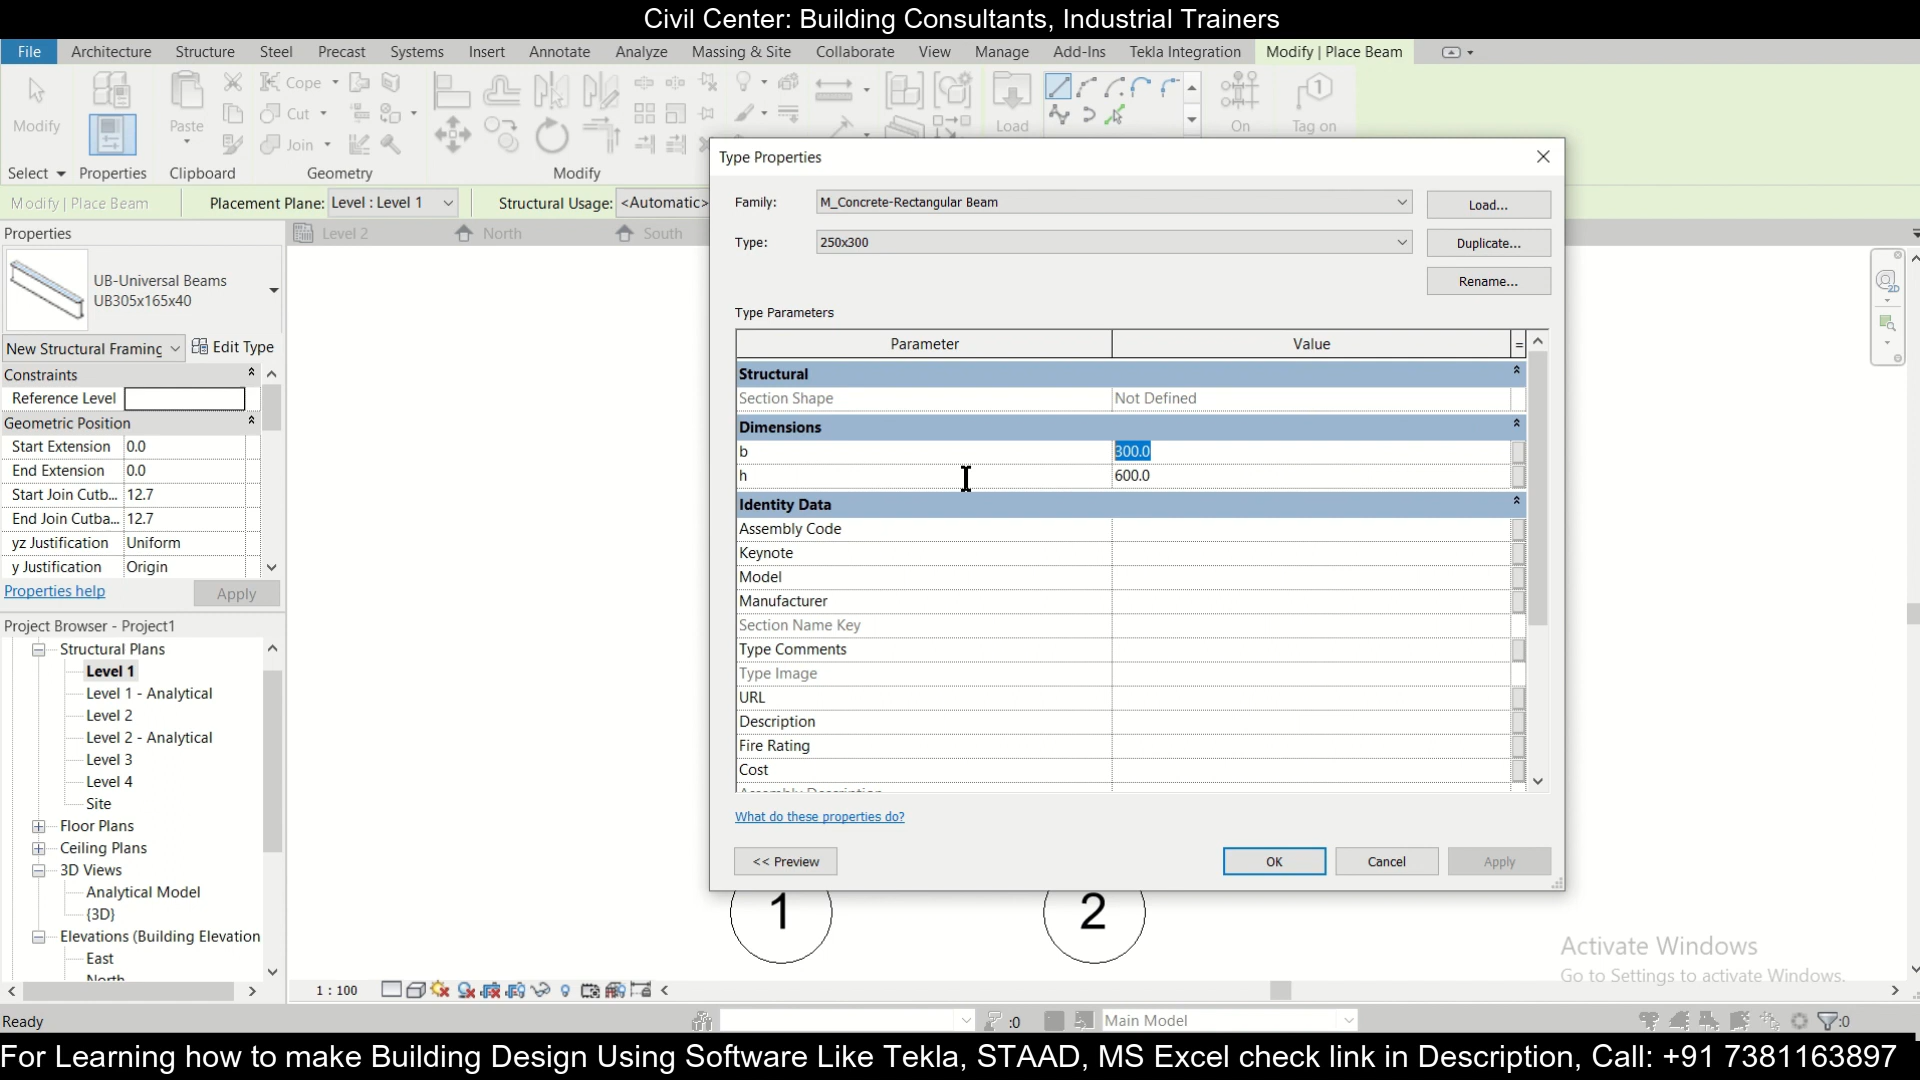 Civil Center: Building Consultants, Industrial Trainers
File Architecture Structure Steel Precast Systems Insert Annotate Analyze Massing & Site Collaborate View Manage Add-Ins Tekla Integration Modify | Place Beam
Modify Paste Cope Cut Join Load On Tag on
Select Properties Clipboard Geometry Modify
Modify | Place Beam Placement Plane: Level : Level 1 Structural Usage: <Automatic>
Properties
Level 2 North South
UB-Universal Beams
UB305x165x40
New Structural Framing Edit Type
Constraints
Reference Level
Geometric Position
Start Extension 0.0
End Extension 0.0
Start Join Cutb... 12.7
End Join Cutba... 12.7
yz Justification Uniform
y Justification Origin
Properties help Apply
Project Browser - Project1
Structural Plans
Level 1
Level 1 - Analytical
Level 2
Level 2 - Analytical
Level 3
Level 4
Site
Floor Plans
Ceiling Plans
3D Views
Analytical Model
{3D}
Elevations (Building Elevation
East
North
Type Properties
Family: M_Concrete-Rectangular Beam Load...
Type: 250x300 Duplicate...
Rename...
Type Parameters
Parameter Value =
Structural
Section Shape Not Defined
Dimensions
b 300.0
h 600.0
Identity Data
Assembly Code
Keynote
Model
Manufacturer
Section Name Key
Type Comments
Type Image
URL
Description
Fire Rating
Cost
Assembly Description
What do these properties do?
<< Preview OK Cancel Apply
1 2
Activate Windows
Go to Settings to activate Windows.
1 : 100
Ready :0 Main Model :0
For Learning how to make Building Design Using Software Like Tekla, STAAD, MS Excel check link in Description, Call: +91 7381163897